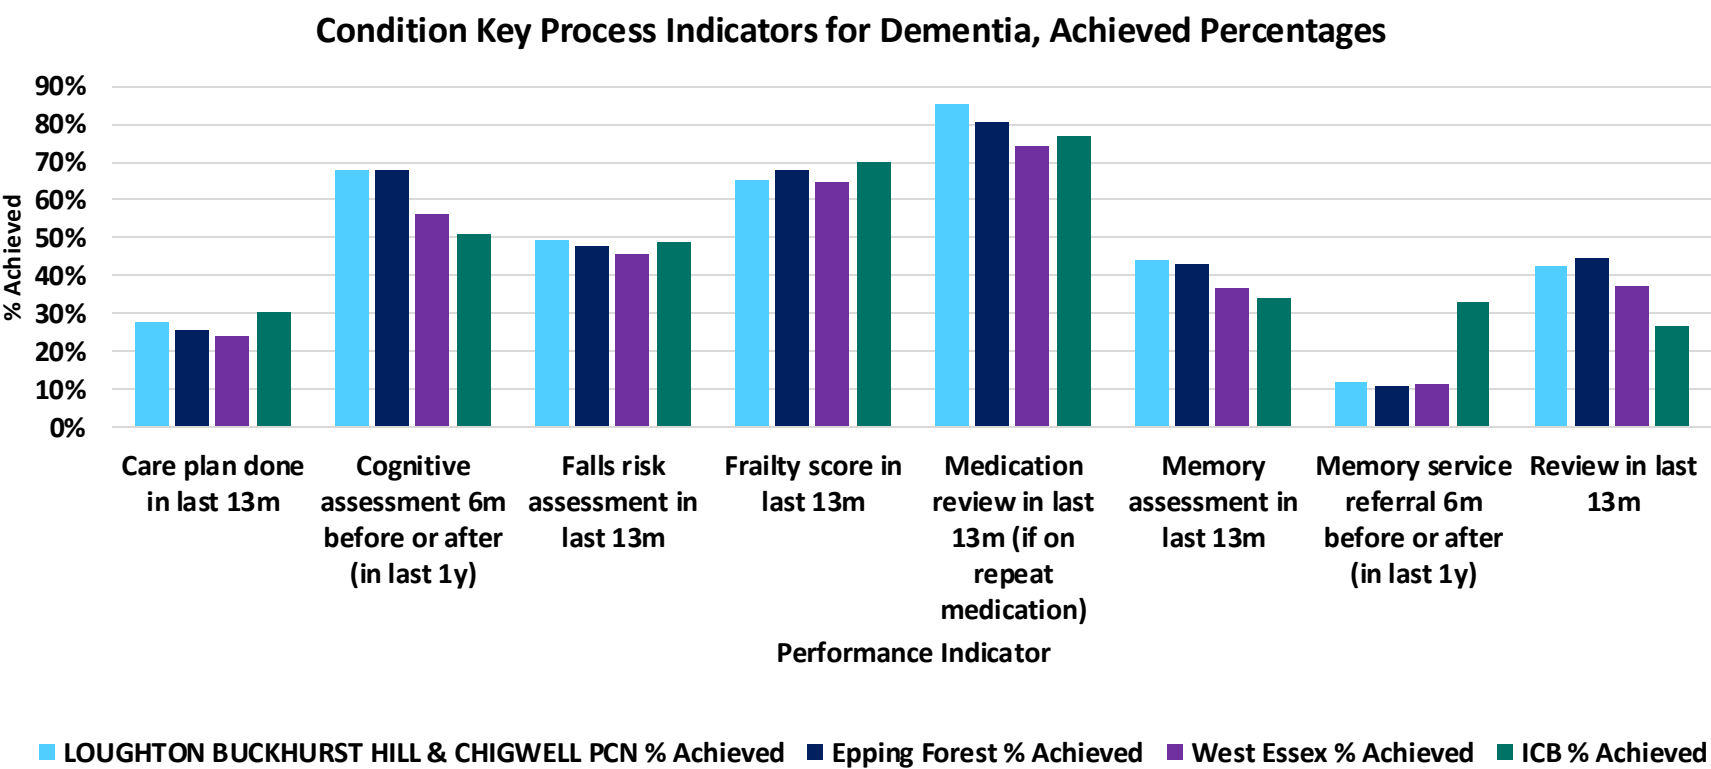 Condition Key Process Indicators for Dementia, Achieved Percentages
% Achieved
90%
80%
70%
60%
50%
40%
30%
20%
10%
0%
Care plan done
in last 13m
Cognitive
assessment 6m
before or after
(in last 1y)
Falls risk
assessment in
last 13m
Frailty score in
last 13m
Medication
review in last
13m (if on
repeat
medication)
Memory
assessment in
last 13m
Memory service
referral 6m
before or after
(in last 1y)
Review in last
13m
Performance Indicator
LOUGHTON BUCKHURST HILL & CHIGWELL PCN % Achieved
Epping Forest % Achieved
West Essex % Achieved
ICB % Achieved